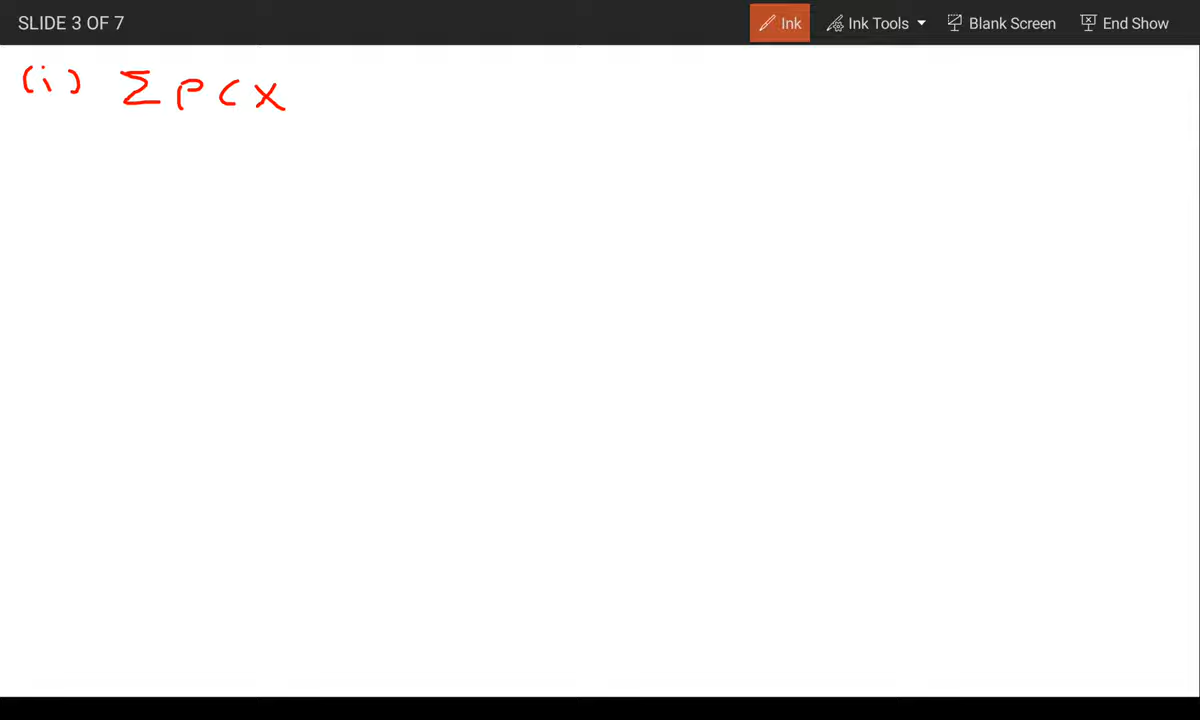 SLIDE 3 OF 7 Ink Ink Tools Blank Screen End Show
(i) Σ P ( X